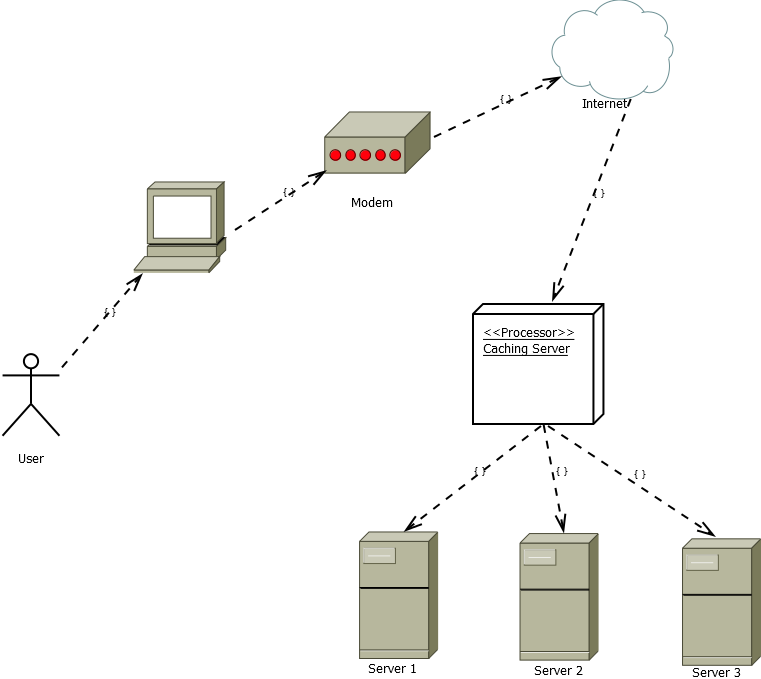 { }
Internet
{ }
Modem
{ }
{ }
<<Processor>>
Caching Server
User
{ }
{ }
{ }
{ }
Server 1
Server 2
Server 3